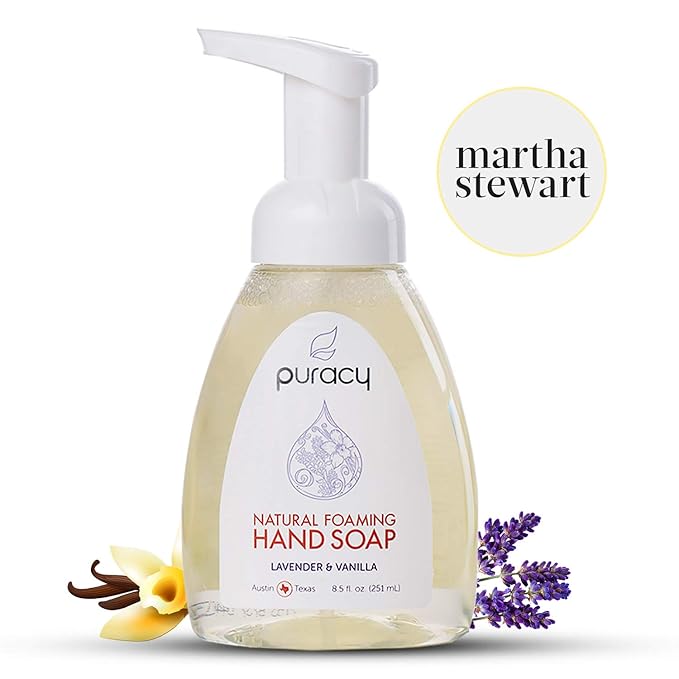 martha
stewart
puracy
NATURAL FOAMING
HAND SOAP
LAVENDER & VANILLA
Austin Texas 8.5 fl. oz. (251 mL)